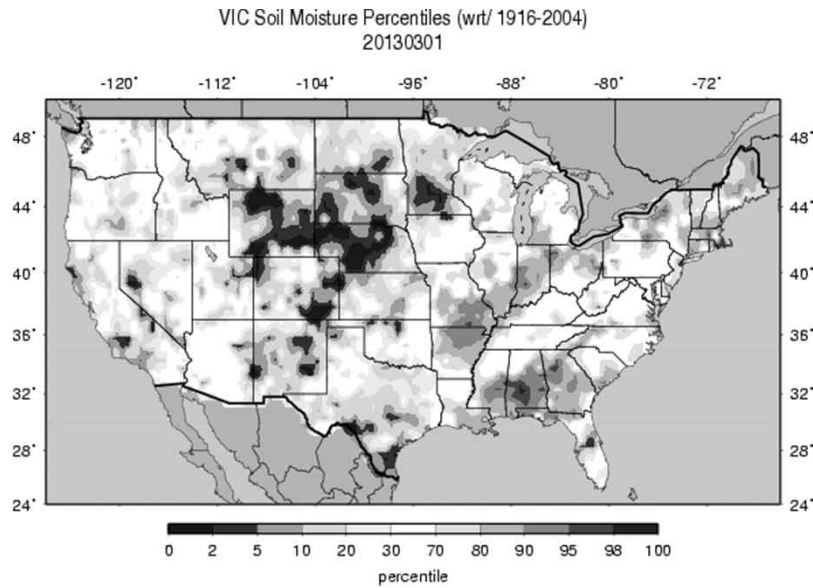 VIC Soil Moisture Percentiles (wrt/ 1916-2004)
20130301
-120° -112° -104° -96° -88° -80° -72°
48° 48°
44° 44°
40° 40°
36° 36°
32° 32°
28° 28°
24° 24°
0 2 5 10 20 30 70 80 90 95 98 100
percentile